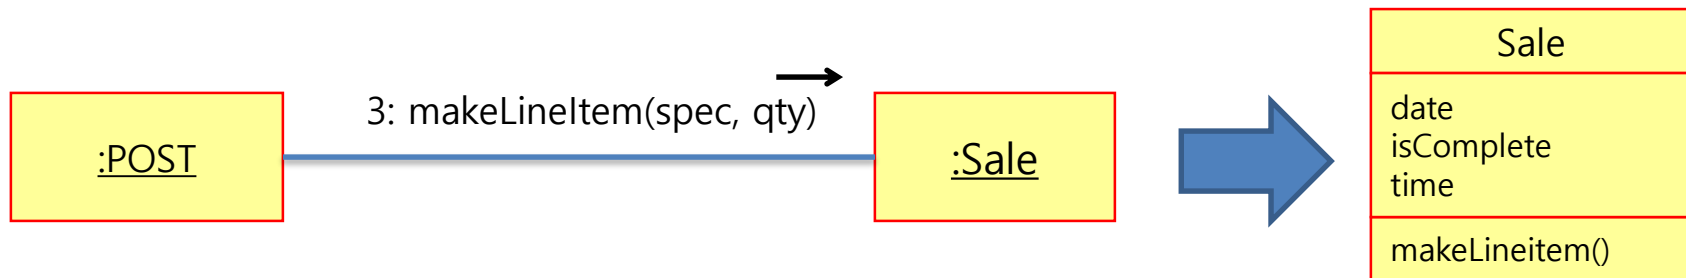 :POST
3: makeLineItem(spec, qty)
:Sale
Sale
date
isComplete
time
makeLineitem()